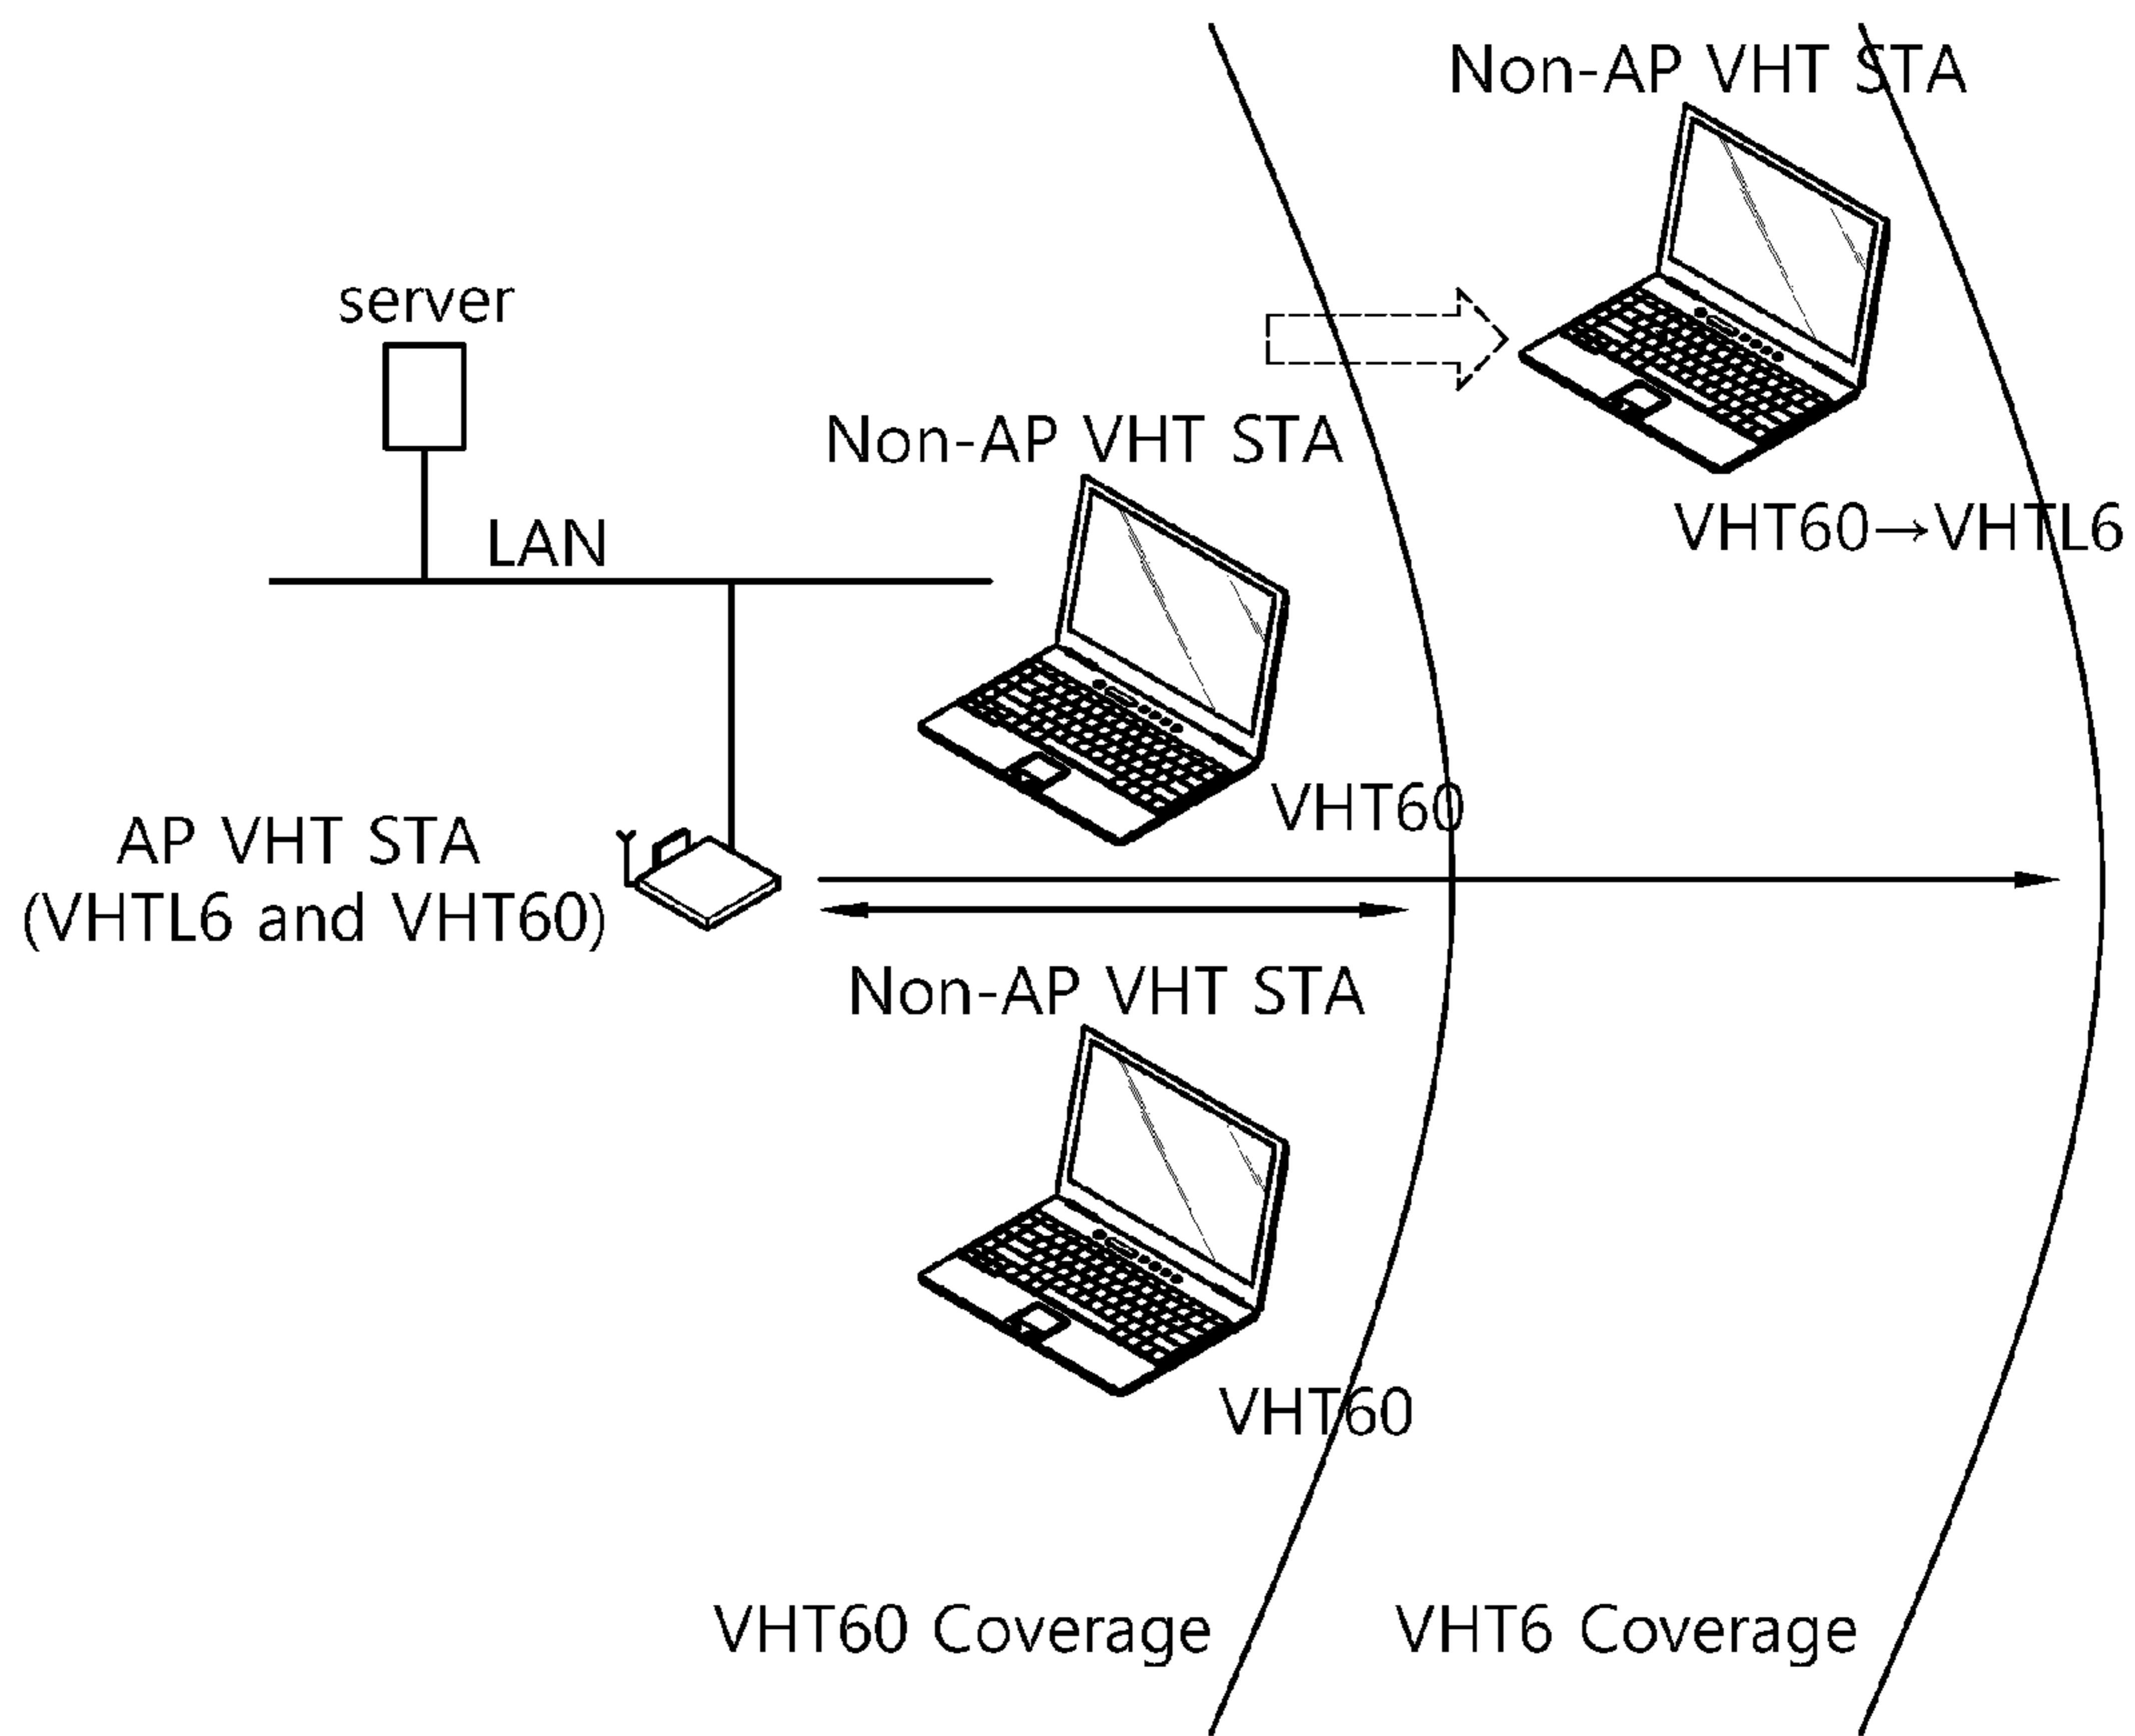 Non-AP VHT STA
server
Non-AP VHT STA
LAN
VHT60→VHTL6
VHT60
AP VHT STA
(VHTL6 and VHT60)
Non-AP VHT STA
VHT60
VHT60 Coverage
VHT6 Coverage